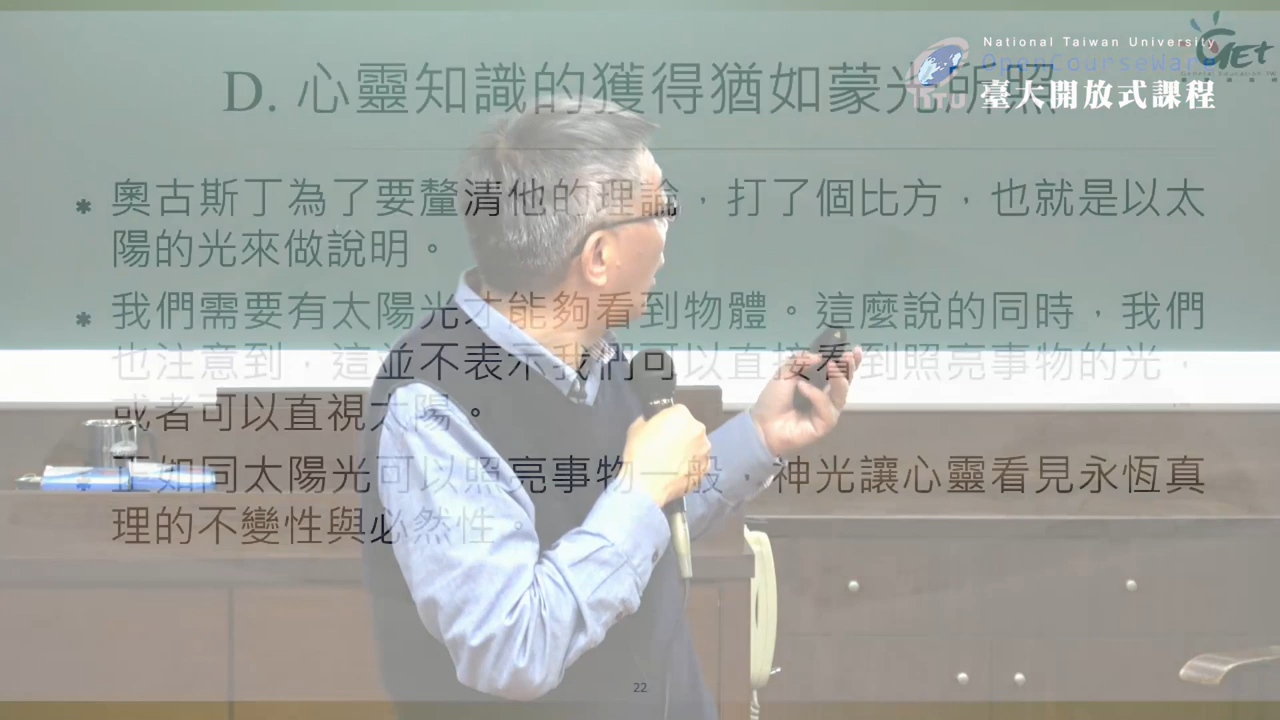 National Taiwan University
OpenCourseWare
臺大開放式課程
GET
D. 心靈知識的獲得猶如蒙光所照
* 奧古斯丁為了要釐清他的理論，打了個比方，也就是以太
陽的光來做說明。
* 我們需要有太陽光才能夠看到物體。這麼說的同時，我們
也注意到，這並不表示我們可以直接看到照亮事物的光，
或者可以直視太陽。
* 正如同太陽光可以照亮事物一般，神光讓心靈看見永恆真
理的不變性與必然性。
22